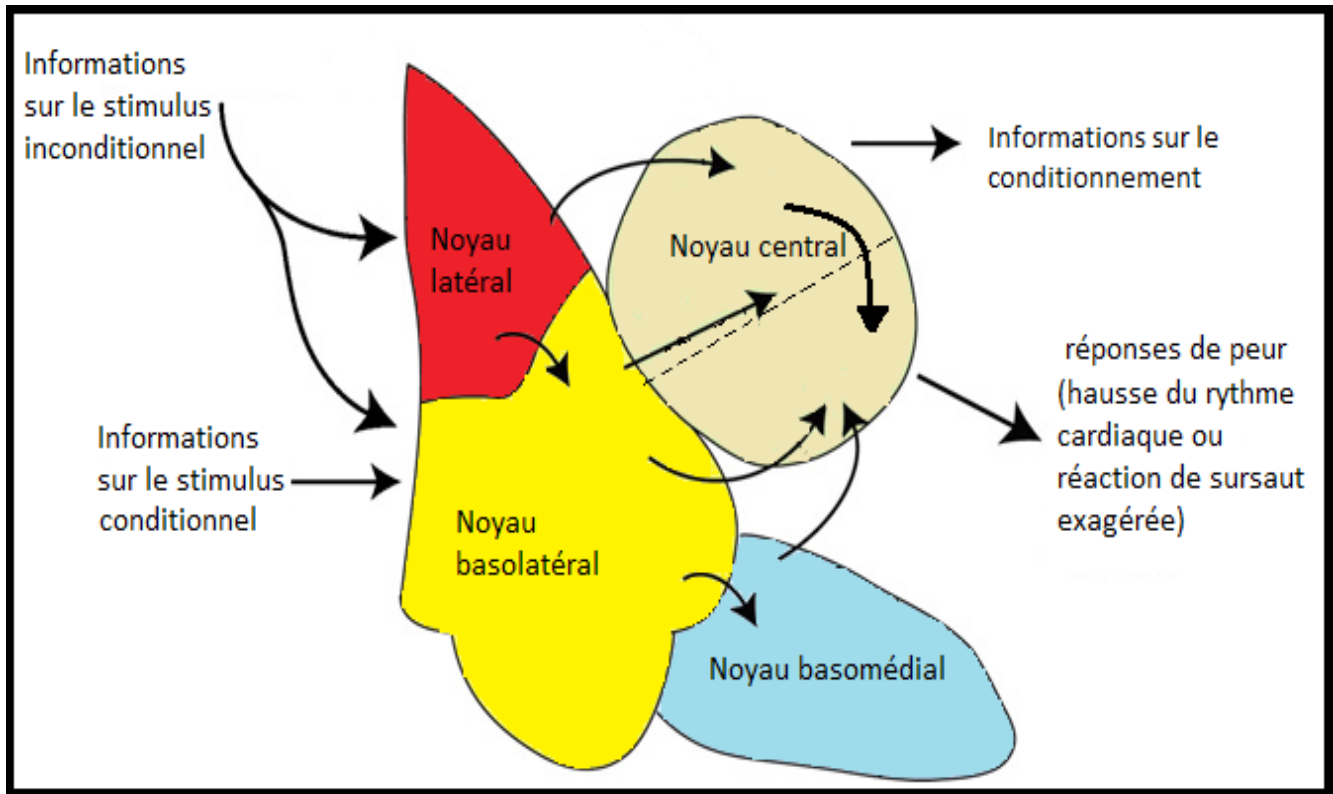 Informations
sur le stimulus
inconditionnel
Informations sur le
conditionnement
Noyau
latéral
Noyau central
réponses de peur
(hausse du rythme
cardiaque ou
réaction de sursaut
exagérée)
Informations
sur le stimulus
conditionnel
Noyau
basolatéral
Noyau basomédial